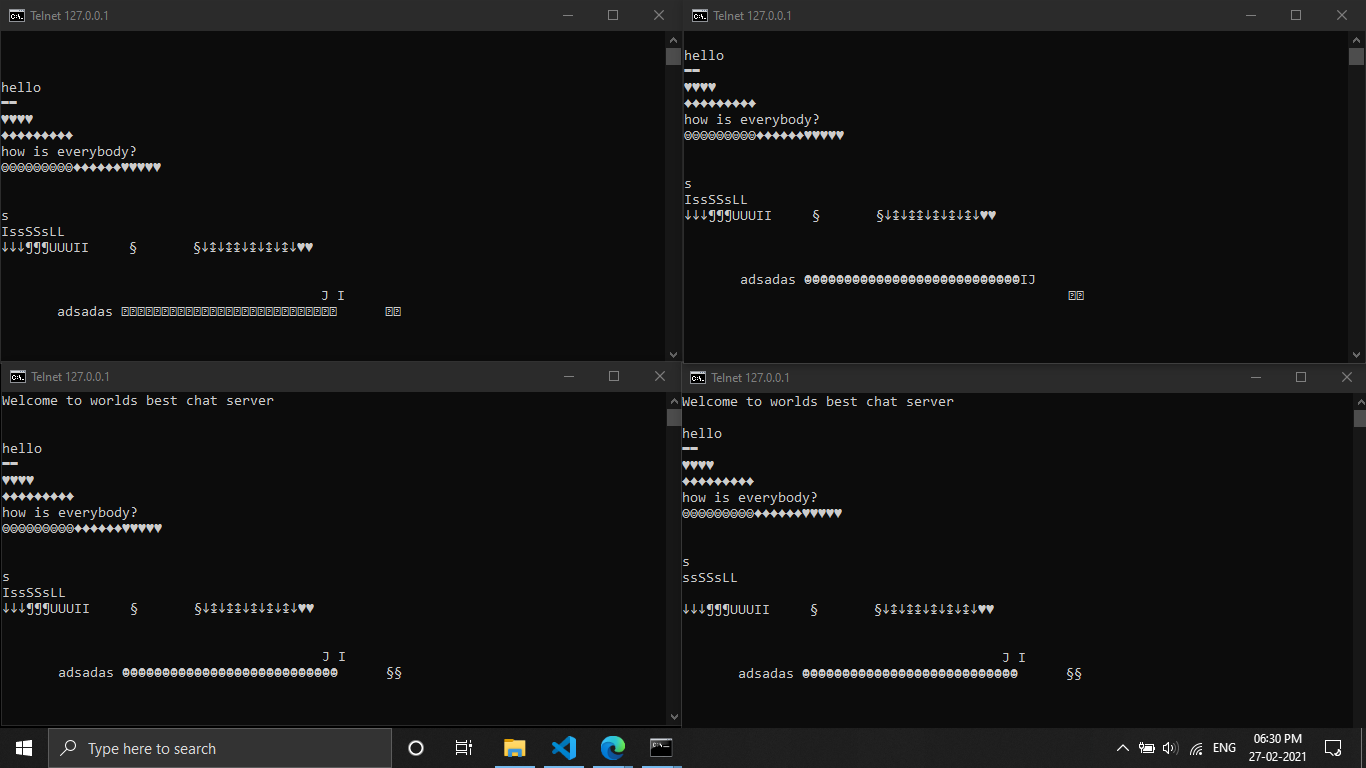 Telnet 127.0.0.1
hello
▬▬
♥♥♥♥
♦♦♦♦♦♦♦♦♦
how is everybody?
☺☺☺☺☺☺☺☺☺♦♦♦♦♦♦♥♥♥♥♥
s
IssSSsLL
↓↓↓¶¶¶UUUII     §       §↓↨↓↨↨↓↨↓↨↓↨↓♥♥
J I
adsadas ⍰⍰⍰⍰⍰⍰⍰⍰⍰⍰⍰⍰⍰⍰⍰⍰⍰⍰⍰⍰⍰⍰⍰⍰⍰⍰⍰      ⍰⍰
Telnet 127.0.0.1
hello
▬▬
♥♥♥♥
♦♦♦♦♦♦♦♦♦
how is everybody?
☺☺☺☺☺☺☺☺☺♦♦♦♦♦♦♥♥♥♥♥
s
IssSSsLL
↓↓↓¶¶¶UUUII     §       §↓↨↓↨↨↓↨↓↨↓↨↓♥♥
adsadas ☻☻☻☻☻☻☻☻☻☻☻☻☻☻☻☻☻☻☻☻☻☻☻☻☻☻☻IJ
⍰⍰
Telnet 127.0.0.1
Welcome to worlds best chat server
hello
▬▬
♥♥♥♥
♦♦♦♦♦♦♦♦♦
how is everybody?
☺☺☺☺☺☺☺☺☺♦♦♦♦♦♦♥♥♥♥♥
s
IssSSsLL
↓↓↓¶¶¶UUUII     §       §↓↨↓↨↨↓↨↓↨↓↨↓♥♥
J I
adsadas ☻☻☻☻☻☻☻☻☻☻☻☻☻☻☻☻☻☻☻☻☻☻☻☻☻☻☻      §§
Telnet 127.0.0.1
Welcome to worlds best chat server
hello
▬▬
♥♥♥♥
♦♦♦♦♦♦♦♦♦
how is everybody?
☺☺☺☺☺☺☺☺☺♦♦♦♦♦♦♥♥♥♥♥
s
ssSSsLL
↓↓↓¶¶¶UUUII     §       §↓↨↓↨↨↓↨↓↨↓↨↓♥♥
J I
adsadas ☻☻☻☻☻☻☻☻☻☻☻☻☻☻☻☻☻☻☻☻☻☻☻☻☻☻☻      §§
Type here to search
ENG
06:30 PM
27-02-2021